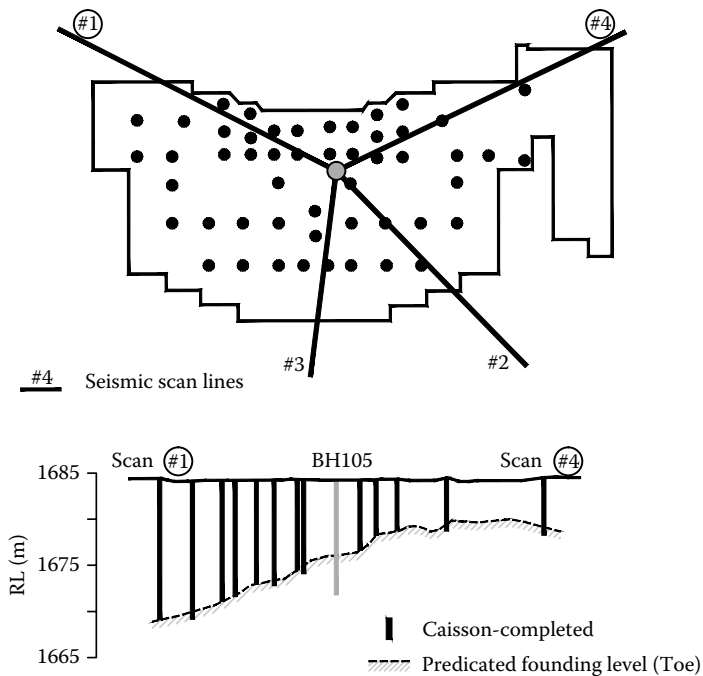 #1
#4
#3
#2
#4
Seismic scan lines
Scan #1
BH105
Scan #4
1685
1675
1665
RL (m)
Caisson-completed
Predicated founding level (Toe)